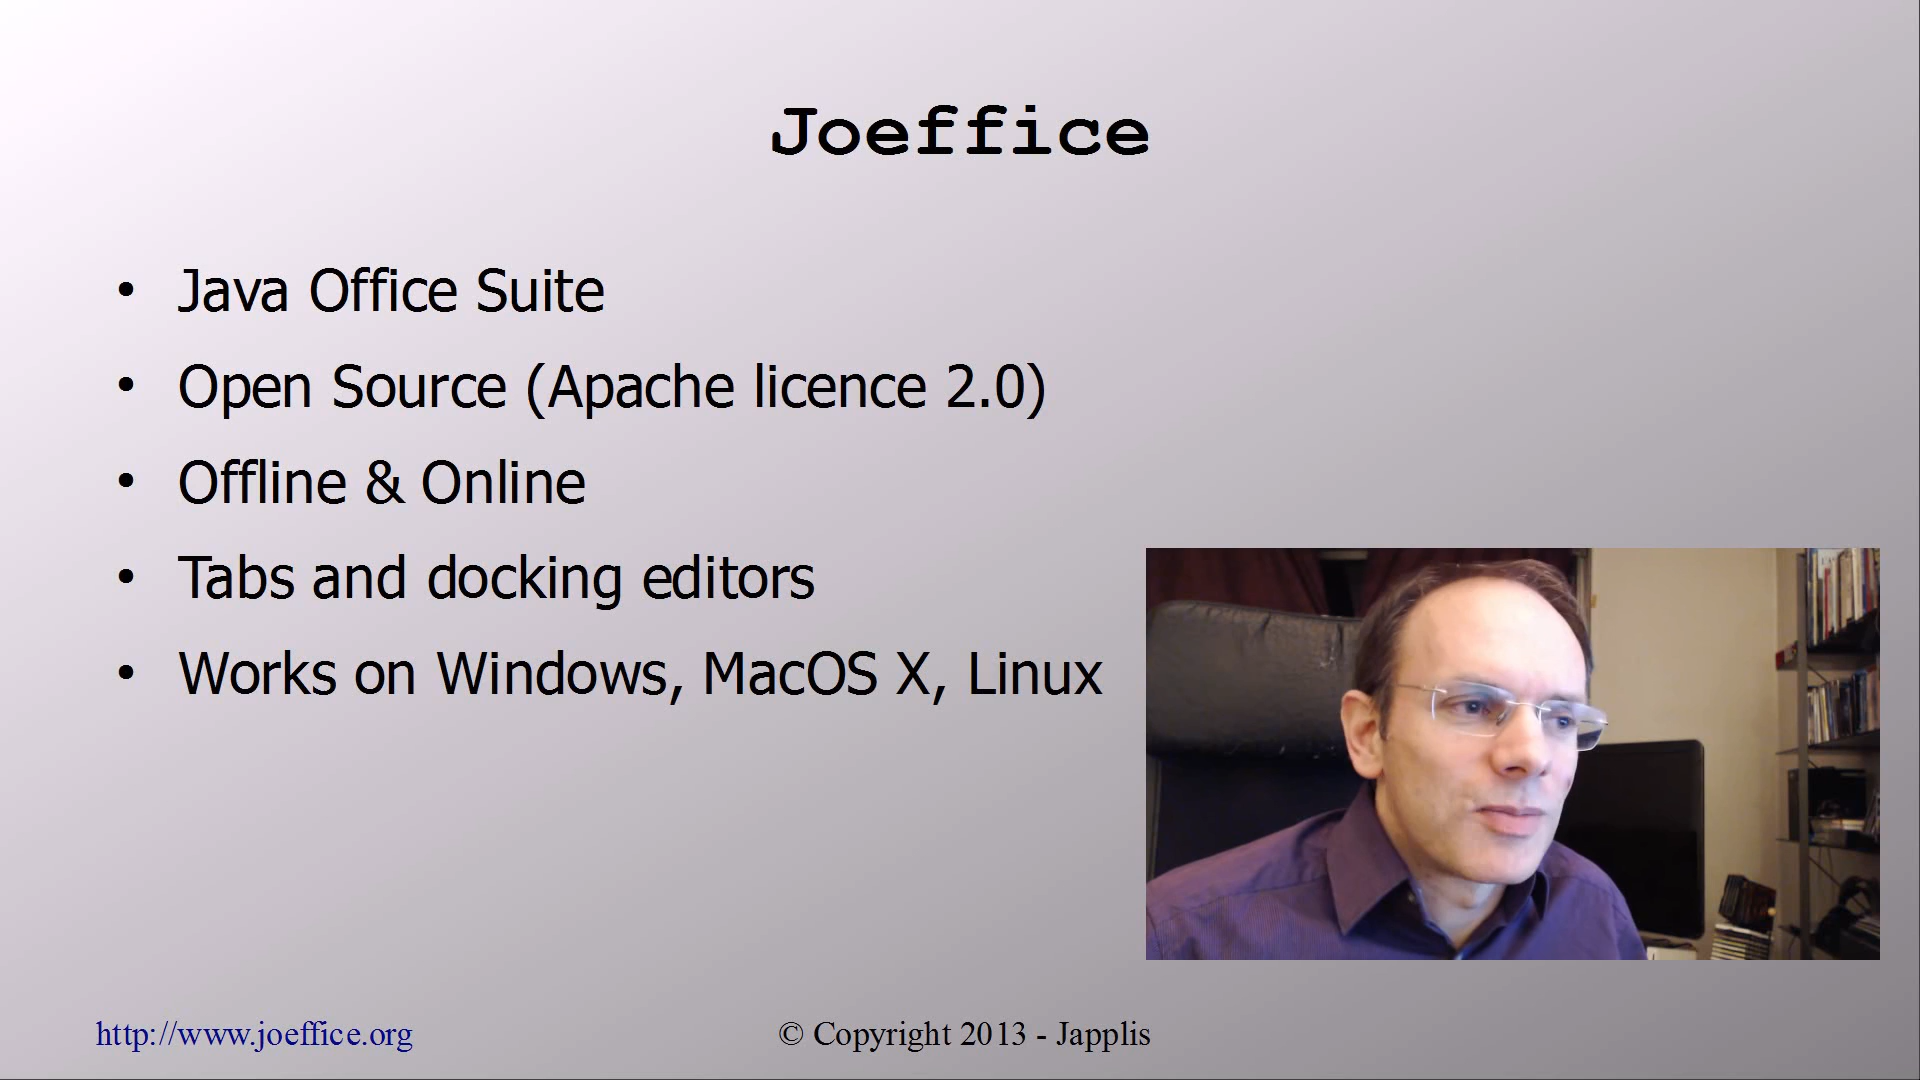 Joeffice
• Java Office Suite
• Open Source (Apache licence 2.0)
• Offline & Online
• Tabs and docking editors
• Works on Windows, MacOS X, Linux
http://www.joeffice.org
© Copyright 2013 - Japplis